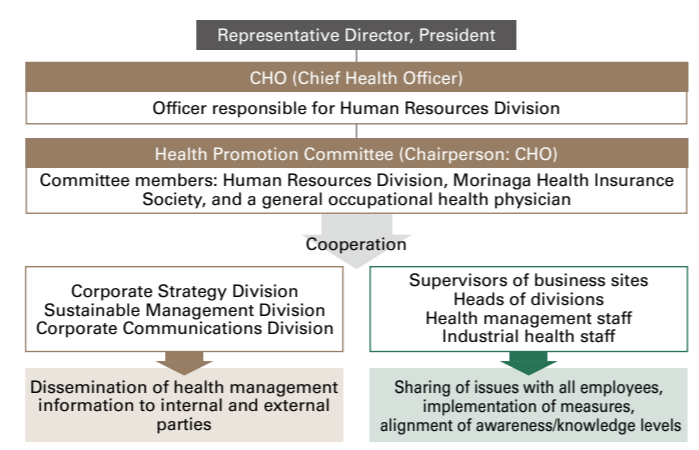 Representative Director, President
CHO (Chief Health Officer)
Officer responsible for Human Resources Division
Health Promotion Committee (Chairperson: CHO)
Committee members: Human Resources Division, Morinaga Health Insurance
Society, and a general occupational health physician
Cooperation
Corporate Strategy Division
Sustainable Management Division
Corporate Communications Division
Dissemination of health management
information to internal and external
parties
Supervisors of business sites
Heads of divisions
Health management staff
Industrial health staff
Sharing of issues with all employees,
implementation of measures,
alignment of awareness/knowledge levels